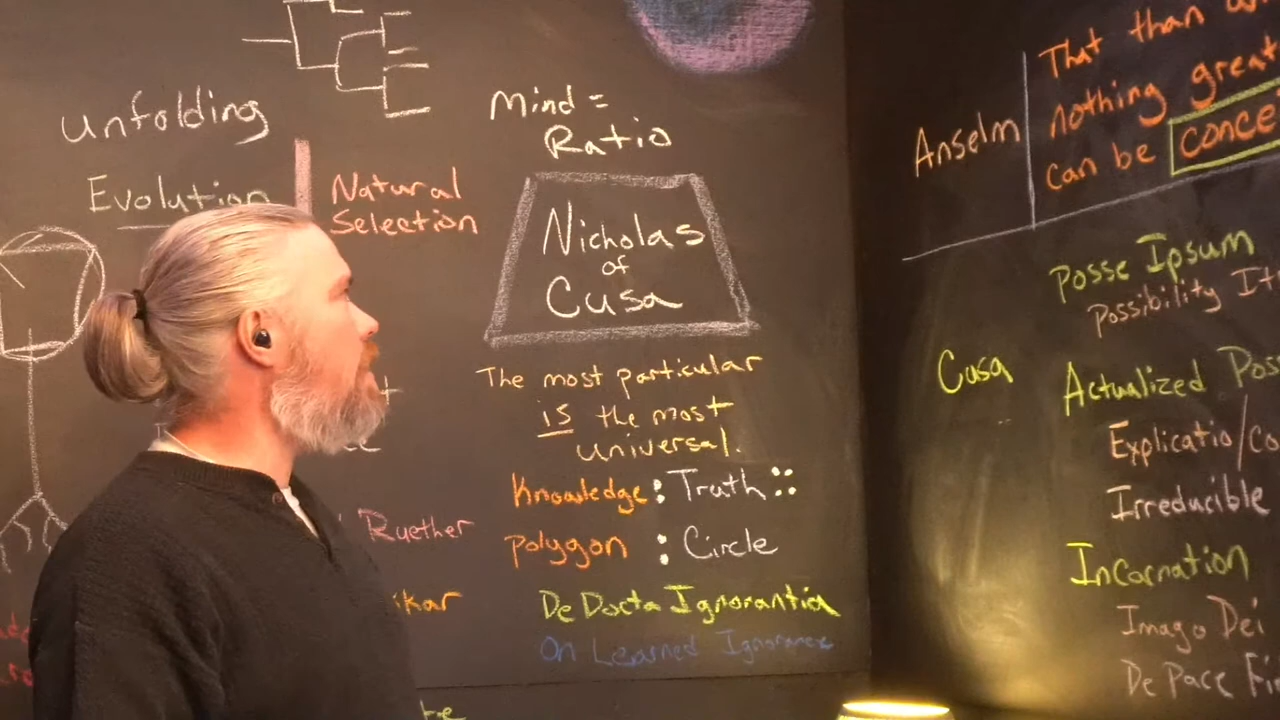 unfolding
Evolution
Natural
Selection
Mind =
Ratio
Nicholas
of
Cusa
The most particular
is the most
universal.
Knowledge : Truth ::
polygon : Circle
De Docta Ignorantia
On Learned Ignorance
Ruether
Anselm
That than
nothing
can be
Posse Ipsum
Possibility
Cusa
Actualized
Explicatio/
Irreducible
Incarnation
Imago Dei
De Pace